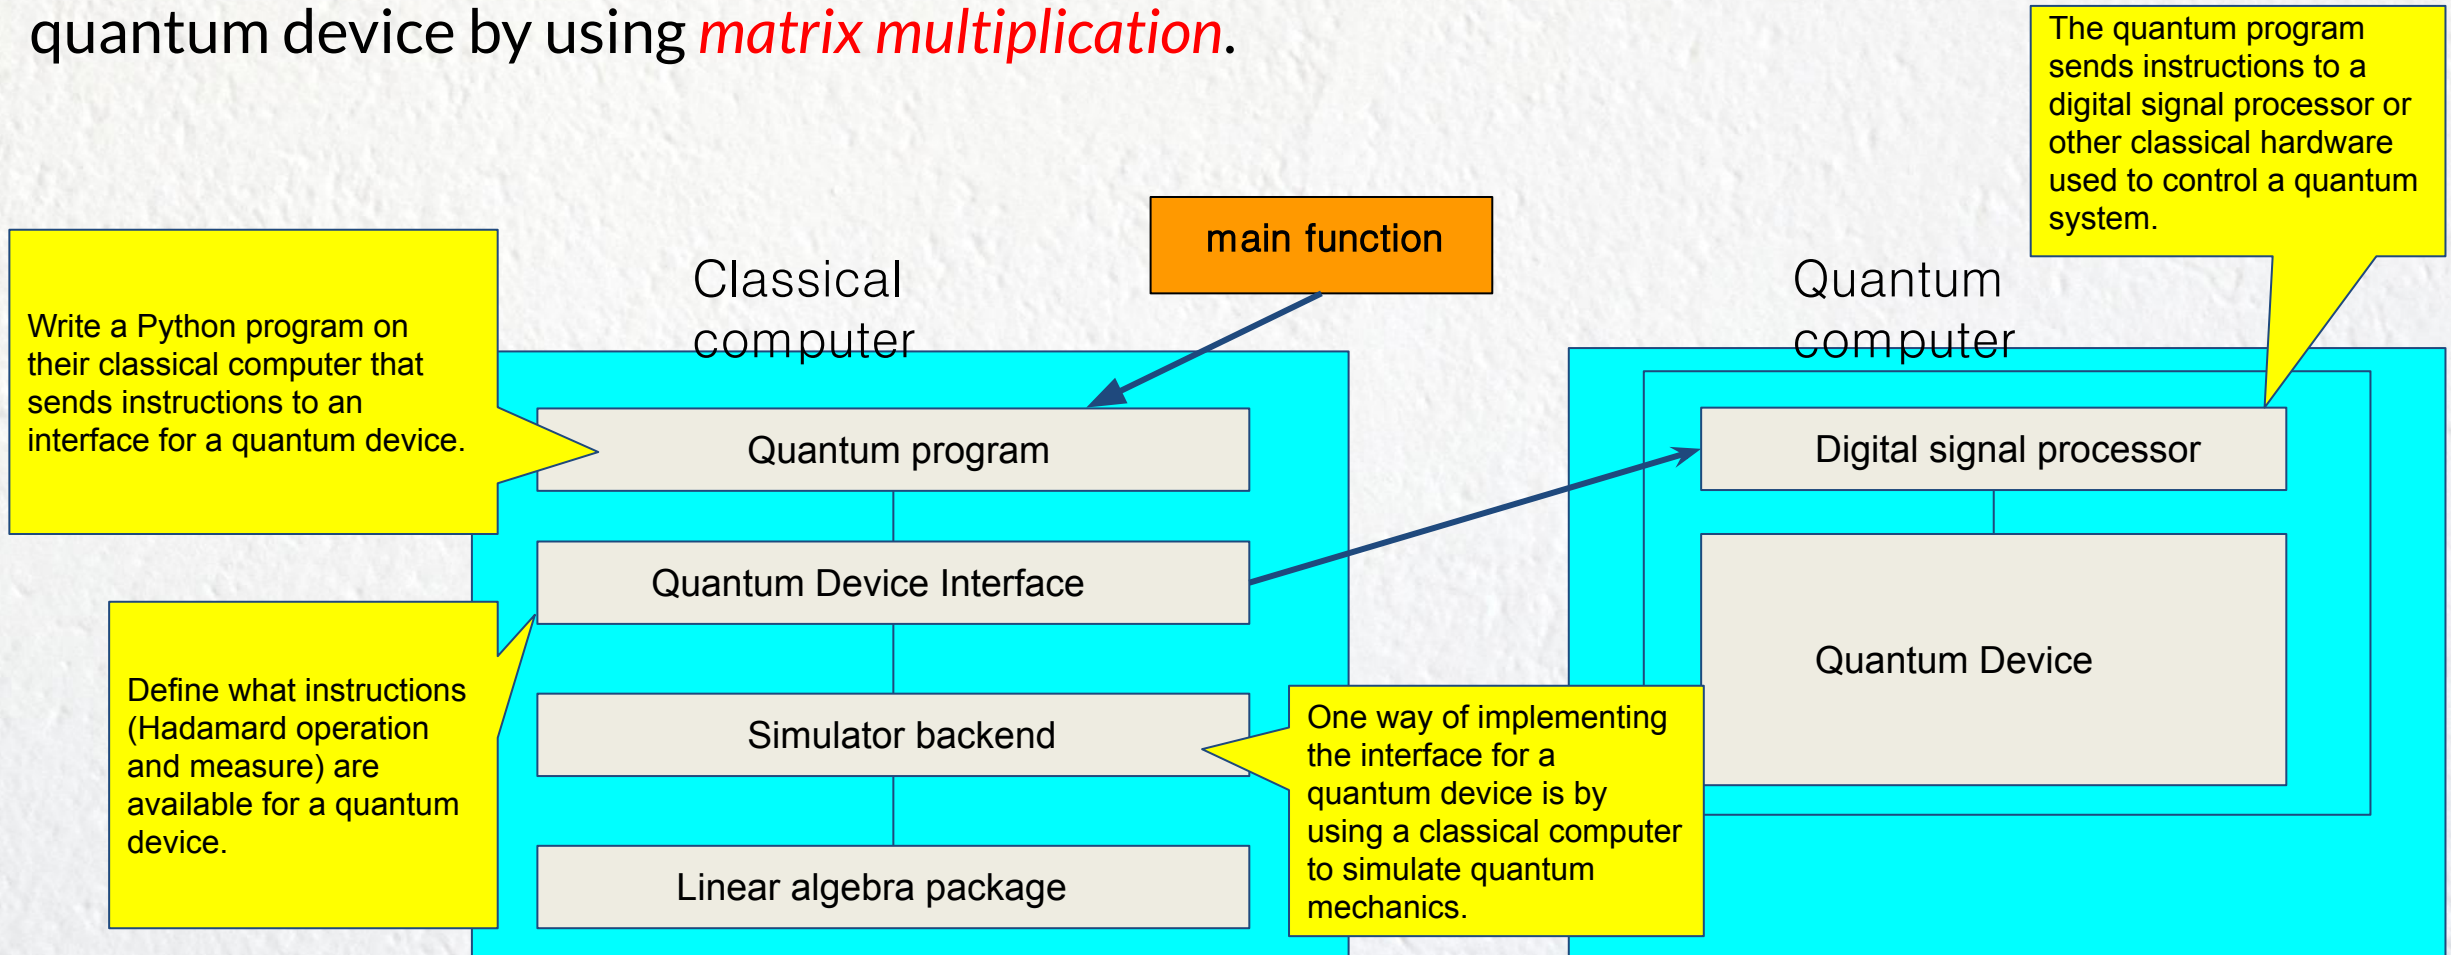 quantum device by using matrix multiplication.
The quantum program
sends instructions to a
digital signal processor or
other classical hardware
used to control a quantum
system.
main function
Classical
computer
Quantum
computer
Write a Python program on
their classical computer that
sends instructions to an
interface for a quantum device.
Quantum program
Digital signal processor
Quantum Device Interface
Quantum Device
Define what instructions
(Hadamard operation
and measure) are
available for a quantum
device.
Simulator backend
One way of implementing
the interface for a
quantum device is by
using a classical computer
to simulate quantum
mechanics.
Linear algebra package